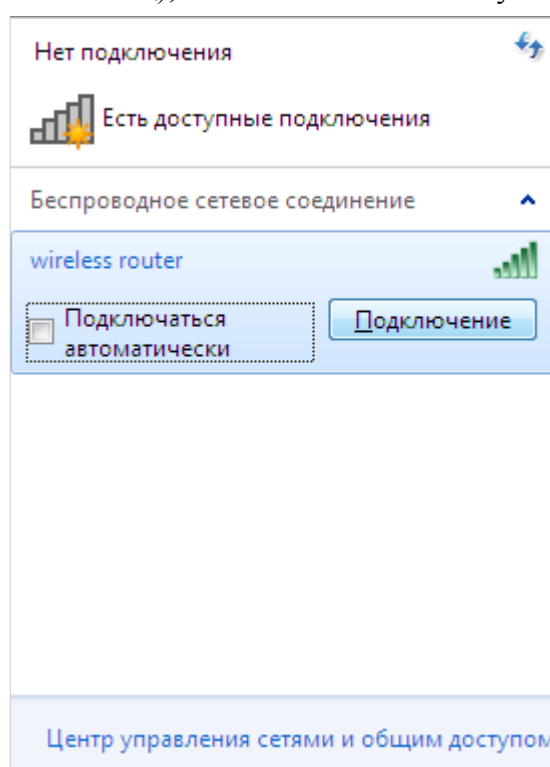 Нет подключения
Есть доступные подключения
Беспроводное сетевое соединение
wireless router
Подключаться
автоматически
Подключение
Центр управления сетями и общим доступом